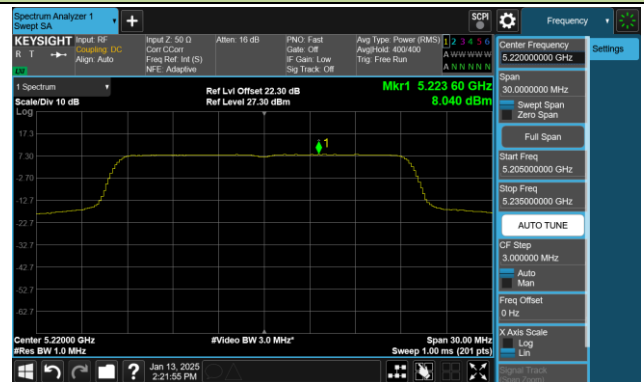 Spectrum Analyzer 1
Swept SA
+
SCPI
Frequency
KEYSIGHT
R T
LW
Input: RF
Coupling: DC
Align: Auto
Input Z: 50 Ω
Corr CCorr
Freq Ref: Int (S)
NFE: Adaptive
Atten: 16 dB
PNO: Fast
Gate: Off
IF Gain: Low
Sig Track: Off
Avg Type: Power (RMS)
Avg|Hold: 400/400
Trig: Free Run
1 2 3 4 5 6
A W W W W W
A N N N N N
1 Spectrum
Scale/Div 10 dB
Log
Ref Lvl Offset 22.30 dB
Ref Level 27.30 dBm
Mkr1 5.223 60 GHz
8.040 dBm
17.3
7.30
-2.70
-12.7
-22.7
-32.7
-42.7
-52.7
-62.7
1
Center 5.22000 GHz
#Res BW 1.0 MHz
#Video BW 3.0 MHz*
Span 30.00 MHz
Sweep 1.00 ms (201 pts)
Jan 13, 2025
2:21:55 PM
?
Center Frequency
5.220000000 GHz
Settings
Span
30.0000000 MHz
Swept Span
Zero Span
Full Span
Start Freq
5.205000000 GHz
Stop Freq
5.235000000 GHz
AUTO TUNE
CF Step
3.000000 MHz
Auto
Man
Freq Offset
0 Hz
X Axis Scale
Log
Lin
Signal Track
(Span Zoom)